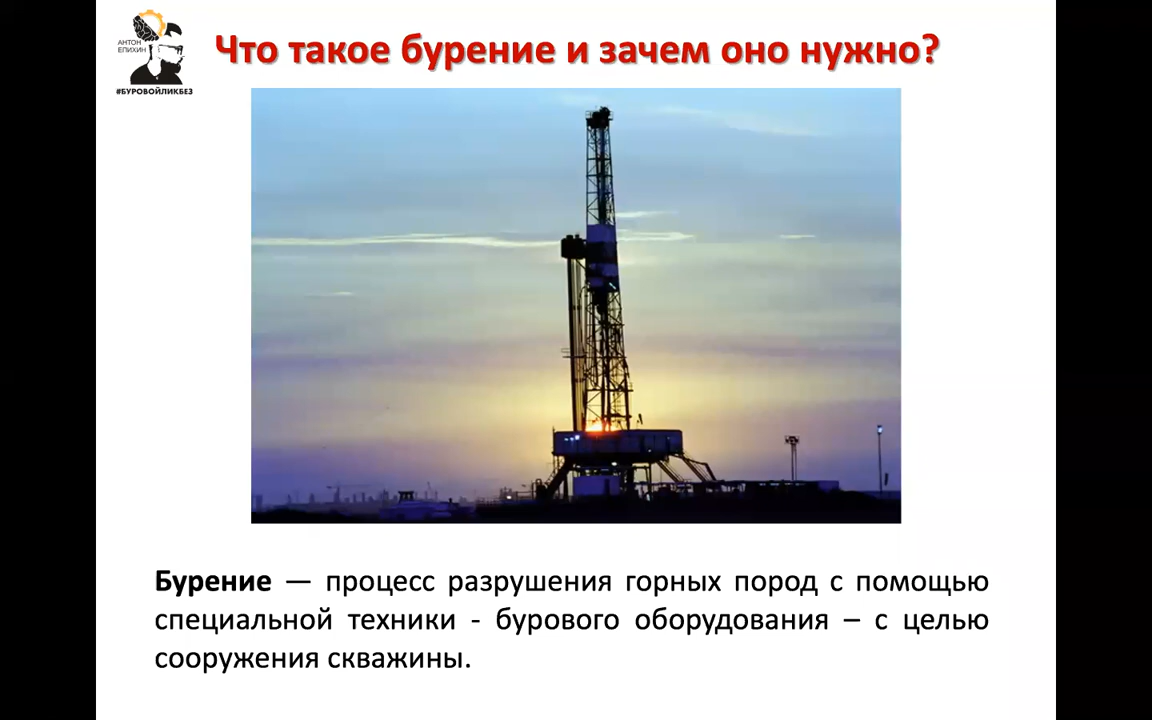 АНТОН
ЕПИХИН
#БУРОВОЙЛИКБЕЗ
Что такое бурение и зачем оно нужно?
Бурение — процесс разрушения горных пород с помощью
специальной техники - бурового оборудования – с целью
сооружения скважины.